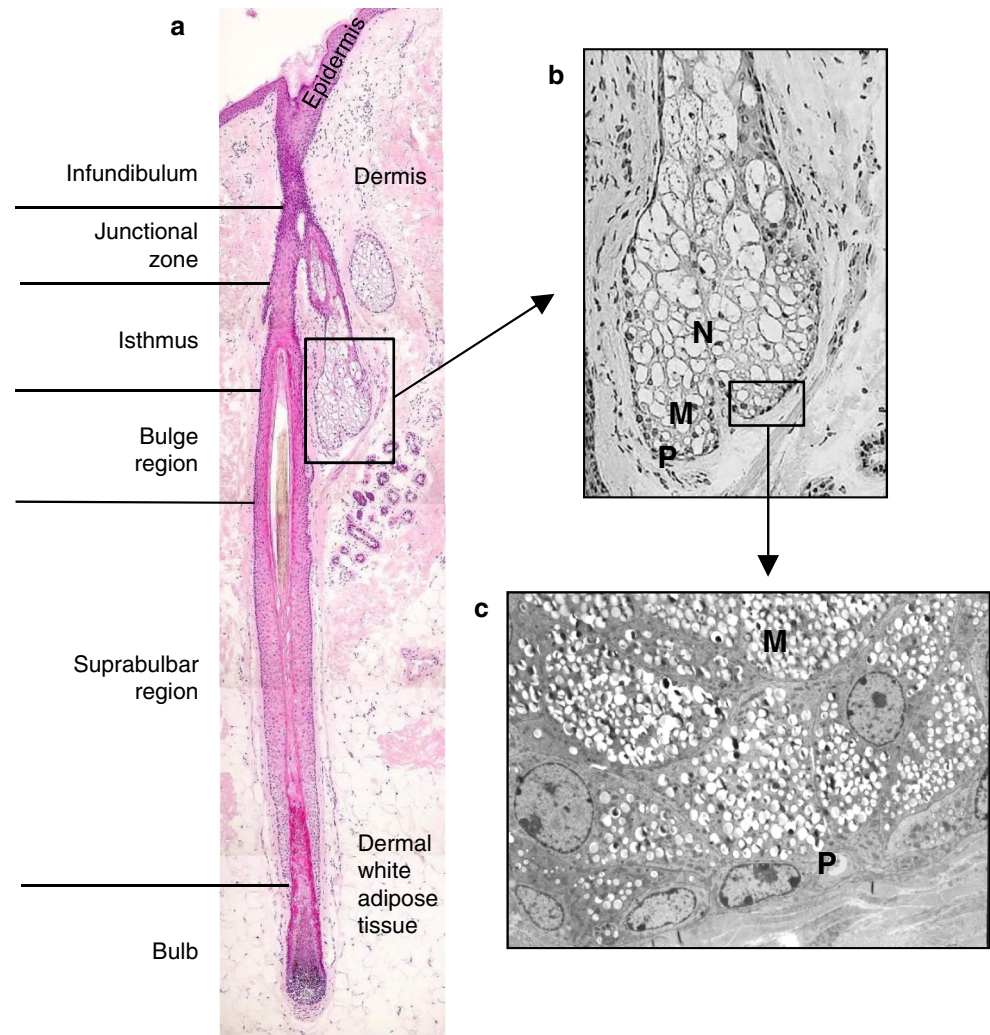 a
Epidermis
Infundibulum
Dermis
Junctional
zone
Isthmus
Bulge
region
Suprabulbar
region
Dermal
white
adipose
tissue
Bulb
b
N
M
P
c
M
P